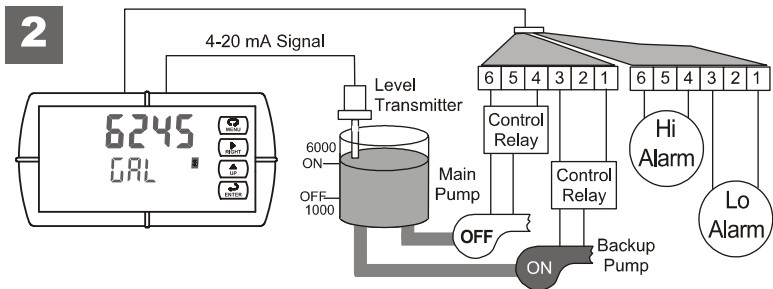 2
4-20 mA Signal
Level
Transmitter
6245
GAL
MENU
RIGHT
UP
ENTER
6000
ON
OFF
1000
Main
Pump
OFF
ON
Backup
Pump
6 5 4 3 2 1
Control
Relay
Control
Relay
6 5 4 3 2 1
Hi
Alarm
Lo
Alarm